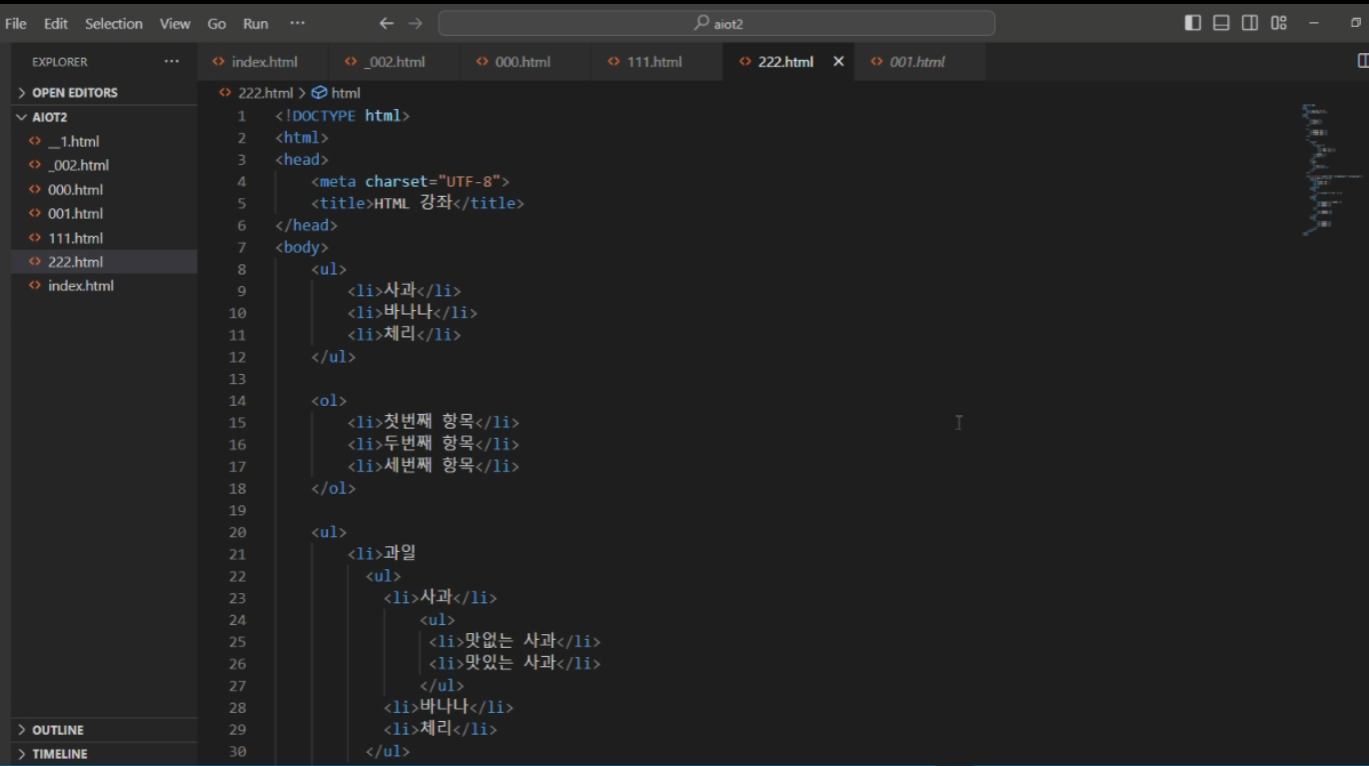 File Edit Selection View Go Run ··· ← → aiot2
EXPLORER ···
index.html _002.html 000.html 111.html 222.html × 001.html
> OPEN EDITORS
AIOT2
__1.html
_002.html
000.html
001.html
111.html
222.html
index.html
> OUTLINE
> TIMELINE
222.html > html
1 <!DOCTYPE html>
2 <html>
3 <head>
4 <meta charset="UTF-8">
5 <title>HTML 강좌</title>
6 </head>
7 <body>
8 <ul>
9 <li>사과</li>
10 <li>바나나</li>
11 <li>체리</li>
12 </ul>
13
14 <ol>
15 <li>첫번째 항목</li>
16 <li>두번째 항목</li>
17 <li>세번째 항목</li>
18 </ol>
19
20 <ul>
21 <li>과일
22 <ul>
23 <li>사과</li>
24 <ul>
25 <li>맛없는 사과</li>
26 <li>맛있는 사과</li>
27 </ul>
28 <li>바나나</li>
29 <li>체리</li>
30 </ul>